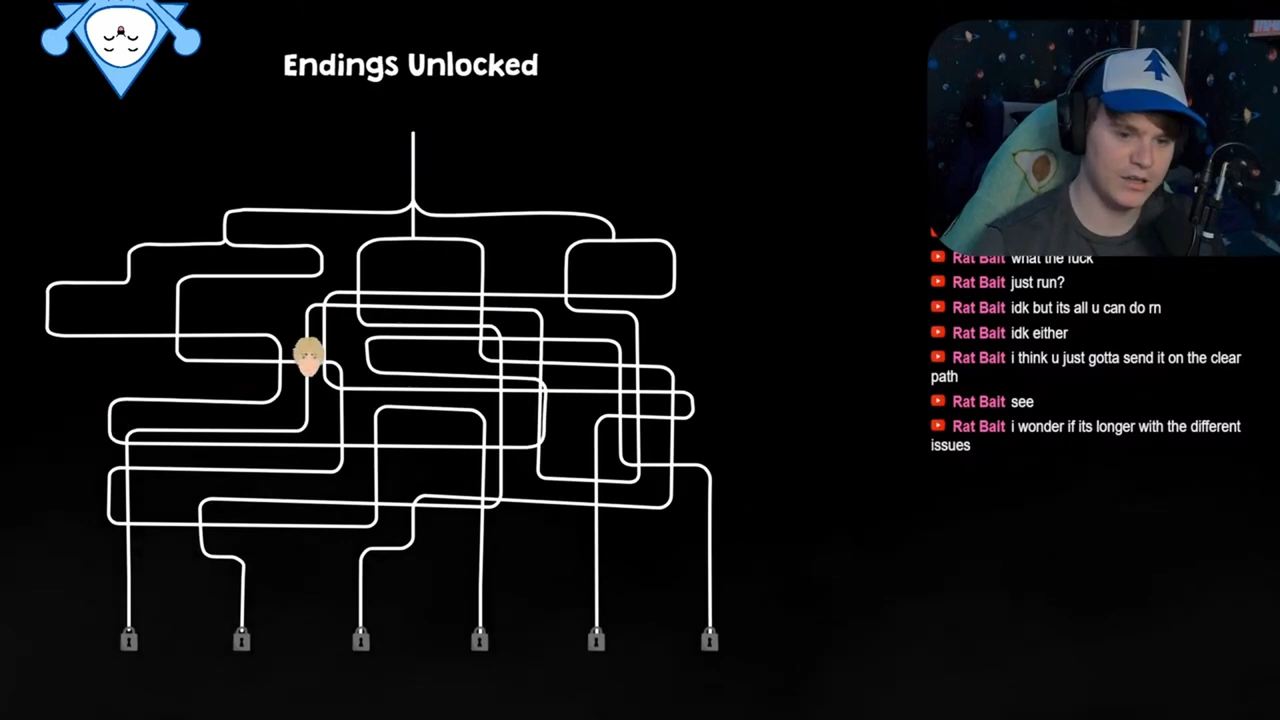 Endings Unlocked
Rat Bait what the fuck
Rat Bait just run?
Rat Bait idk but its all u can do rn
Rat Bait idk either
Rat Bait i think u just gotta send it on the clear
path
Rat Bait see
Rat Bait i wonder if its longer with the different
issues